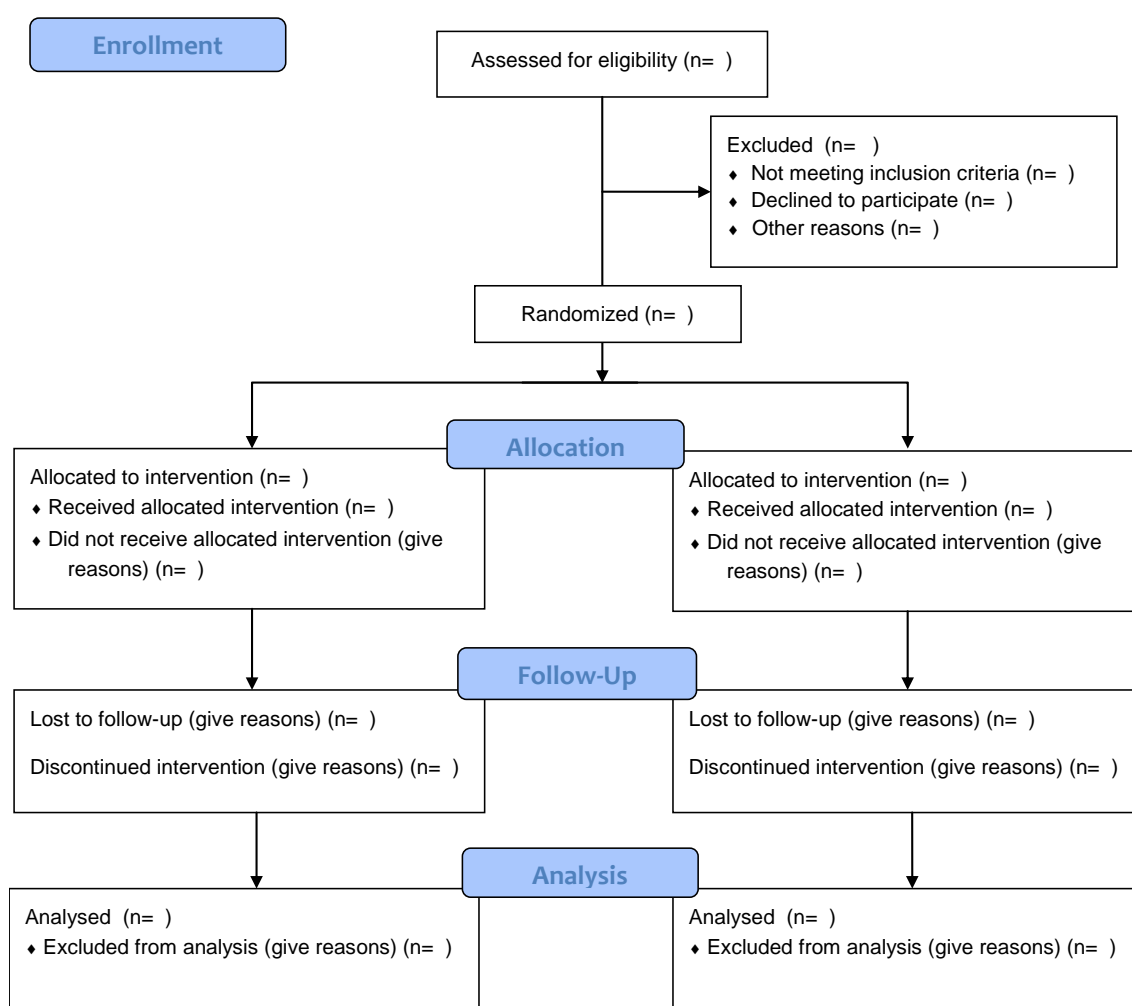 Enrollment
Assessed for eligibility (n=  )
Excluded  (n=   )
♦ Not meeting inclusion criteria (n=  )
♦ Declined to participate (n=  )
♦ Other reasons (n=  )
Randomized (n=  )
Allocation
Allocated to intervention (n=  )
♦ Received allocated intervention (n=  )
♦ Did not receive allocated intervention (give
reasons) (n=  )
Allocated to intervention (n=  )
♦ Received allocated intervention (n=  )
♦ Did not receive allocated intervention (give
reasons) (n=  )
Follow-Up
Lost to follow-up (give reasons) (n=  )
Discontinued intervention (give reasons) (n=  )
Lost to follow-up (give reasons) (n=  )
Discontinued intervention (give reasons) (n=  )
Analysis
Analysed  (n=  )
♦ Excluded from analysis (give reasons) (n=  )
Analysed  (n=  )
♦ Excluded from analysis (give reasons) (n=  )